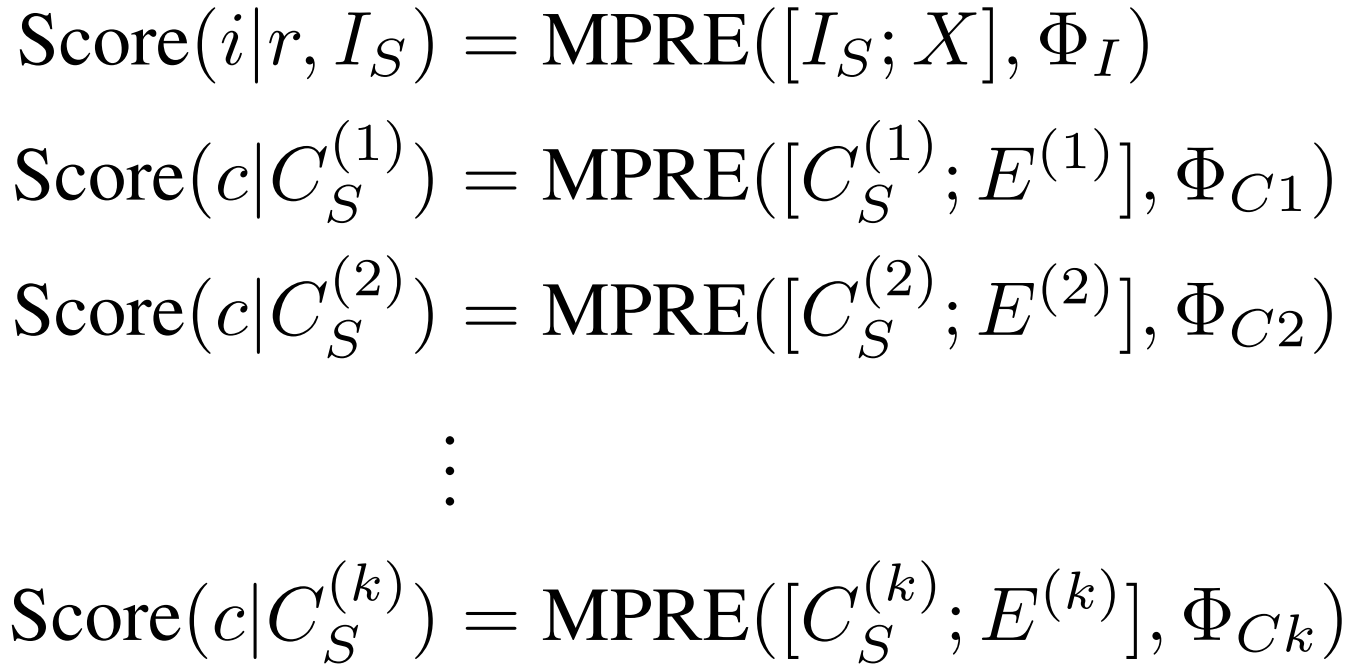 Score(i|r, I_S) = MPRE([I_S; X], Φ_I)
Score(c|C_S^{(1)}) = MPRE([C_S^{(1)}; E^{(1)}], Φ_{C1})
Score(c|C_S^{(2)}) = MPRE([C_S^{(2)}; E^{(2)}], Φ_{C2})
⋮
Score(c|C_S^{(k)}) = MPRE([C_S^{(k)}; E^{(k)}], Φ_{Ck})